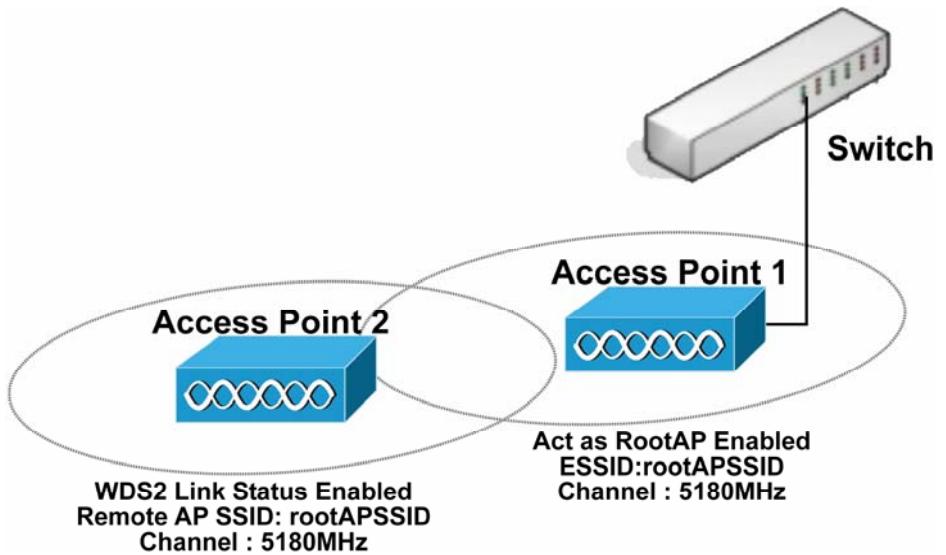 Switch
Access Point 1
Access Point 2
Act as RootAP Enabled
ESSID:rootAPSSID
Channel : 5180MHz
WDS2 Link Status Enabled
Remote AP SSID: rootAPSSID
Channel : 5180MHz